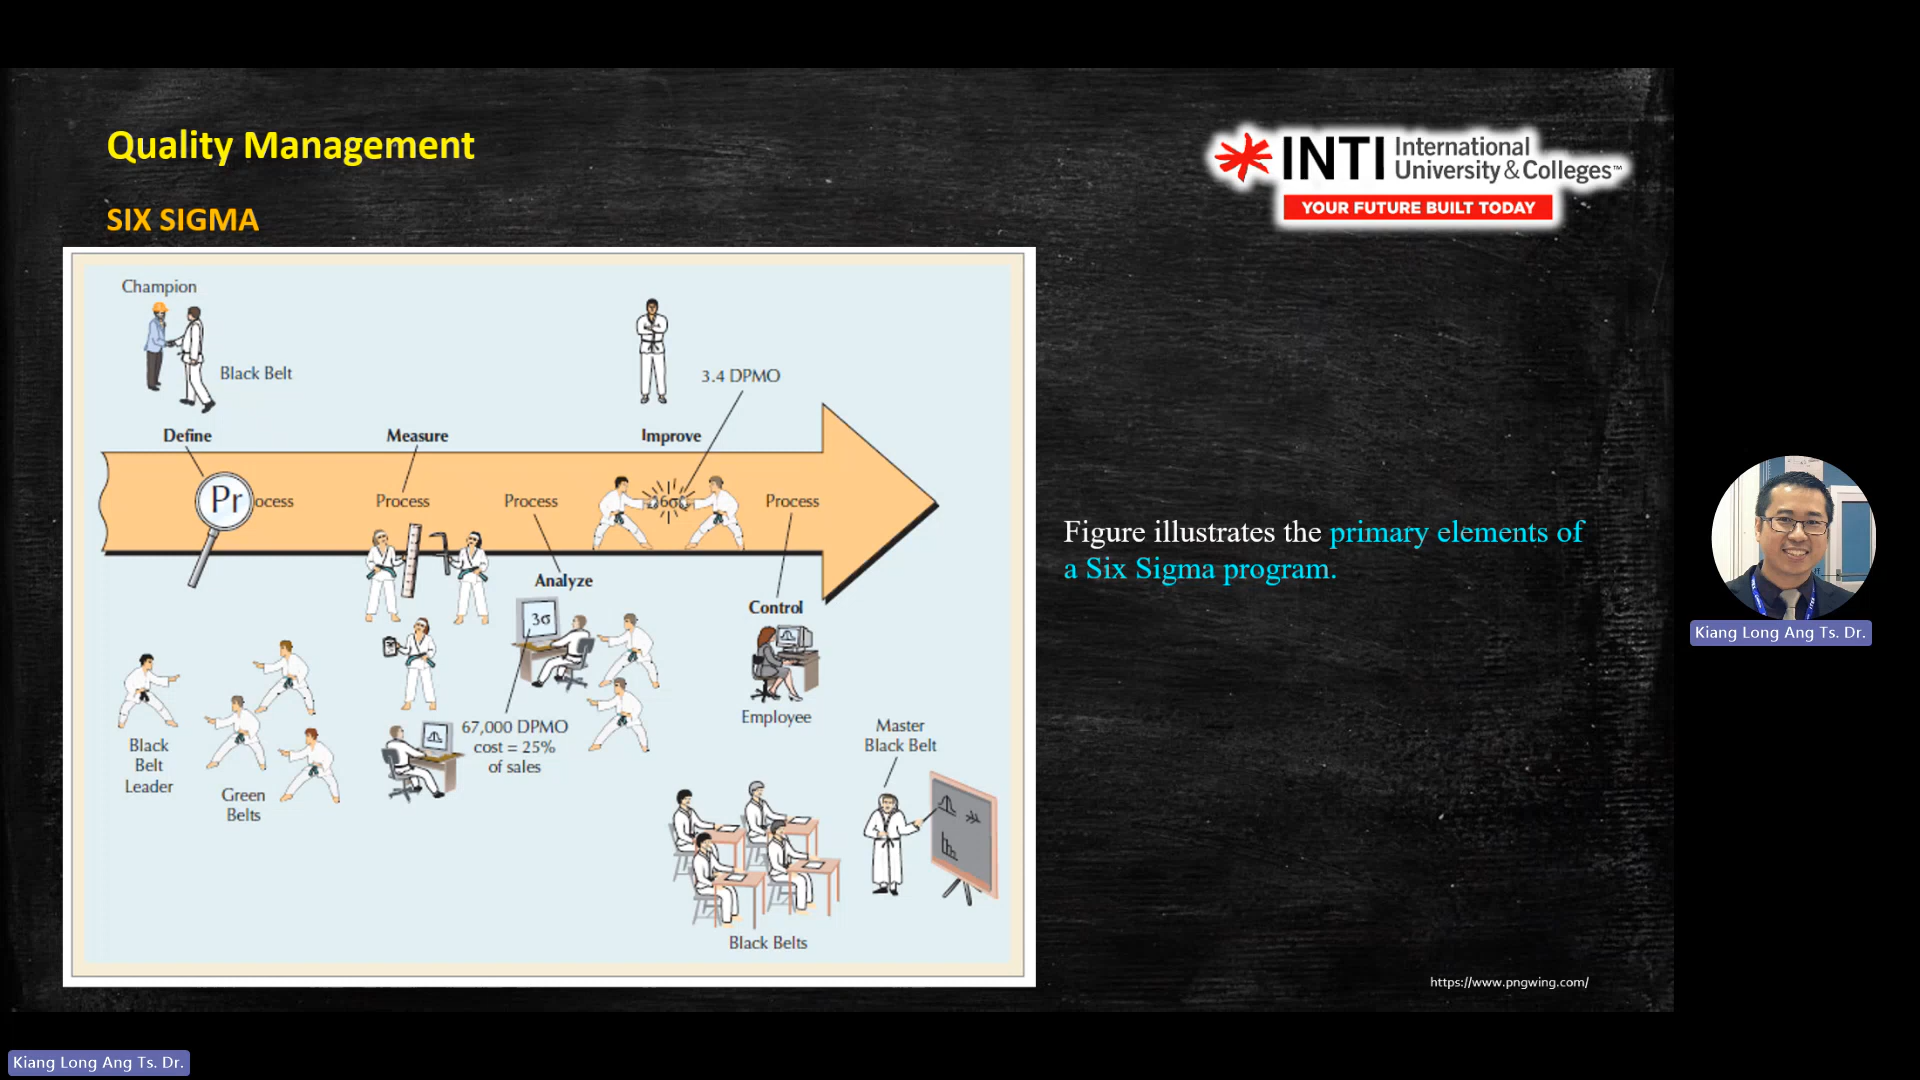 Quality Management
SIX SIGMA
INTI International
University & Colleges™
YOUR FUTURE BUILT TODAY
Champion
Black Belt
3.4 DPMO
Define
Measure
Improve
Process
Process
Process
6σ
Process
Analyze
3σ
Control
67,000 DPMO
cost = 25%
of sales
Employee
Black
Belt
Leader
Green
Belts
Master
Black Belt
Black Belts
Figure illustrates the primary elements of
a Six Sigma program.
https://www.pngwing.com/
Kiang Long Ang Ts. Dr.
Kiang Long Ang Ts. Dr.